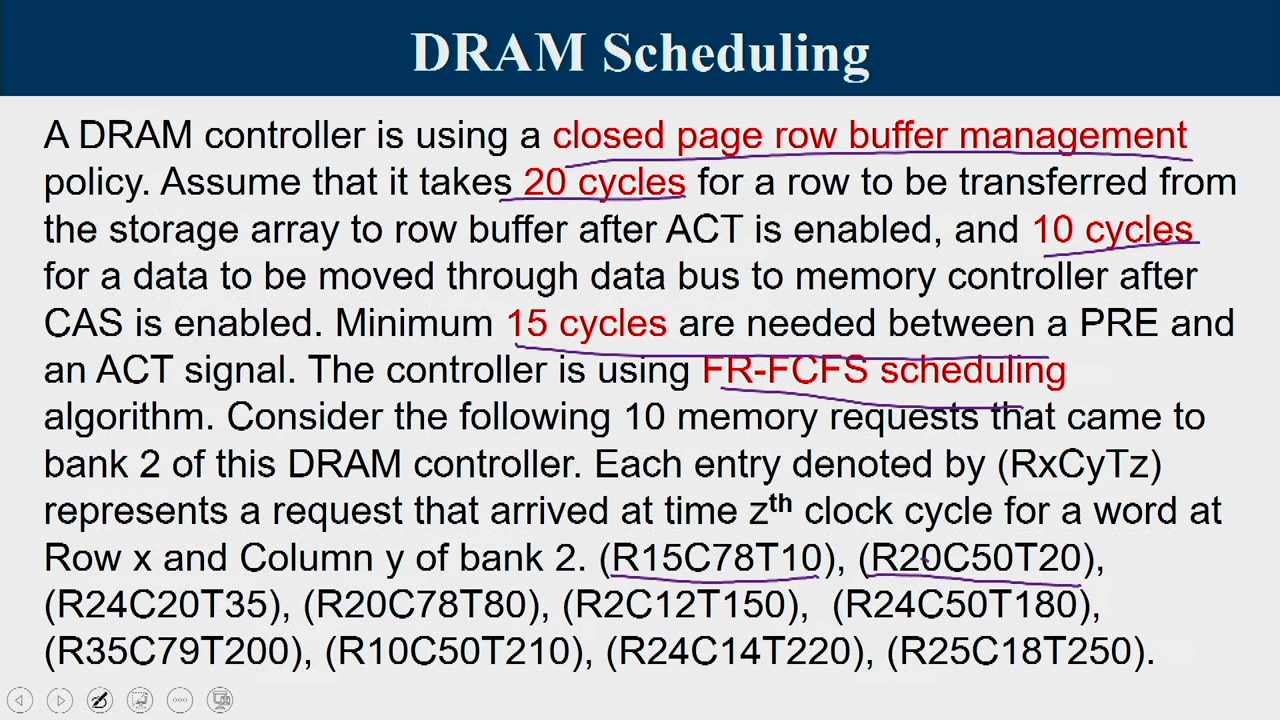 DRAM Scheduling
A DRAM controller is using a closed page row buffer management
policy. Assume that it takes 20 cycles for a row to be transferred from
the storage array to row buffer after ACT is enabled, and 10 cycles
for a data to be moved through data bus to memory controller after
CAS is enabled. Minimum 15 cycles are needed between a PRE and
an ACT signal. The controller is using FR-FCFS scheduling
algorithm. Consider the following 10 memory requests that came to
bank 2 of this DRAM controller. Each entry denoted by (RxCyTz)
represents a request that arrived at time zth clock cycle for a word at
Row x and Column y of bank 2. (R15C78T10), (R20C50T20),
(R24C20T35), (R20C78T80), (R2C12T150), (R24C50T180),
(R35C79T200), (R10C50T210), (R24C14T220), (R25C18T250).